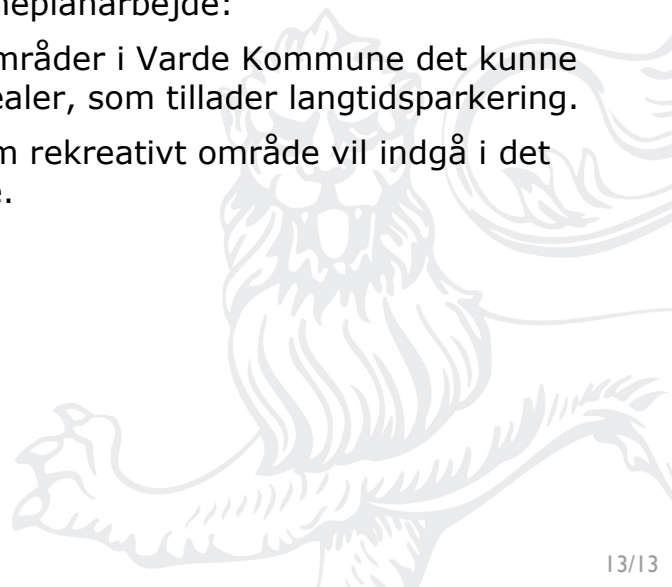 neplanarbejde:
mråder i Varde Kommune det kunne
ealer, som tillader langtidsparkering.
m rekreativt område vil indgå i det
.
13/13